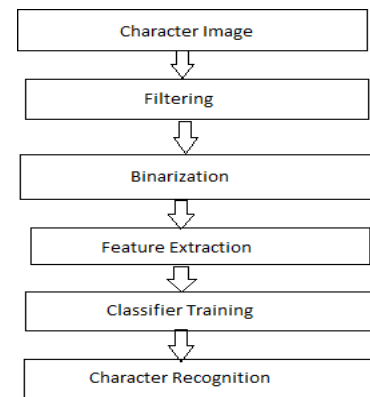 Character Image
Filtering
Binarization
Feature Extraction
Classifier Training
Character Recognition